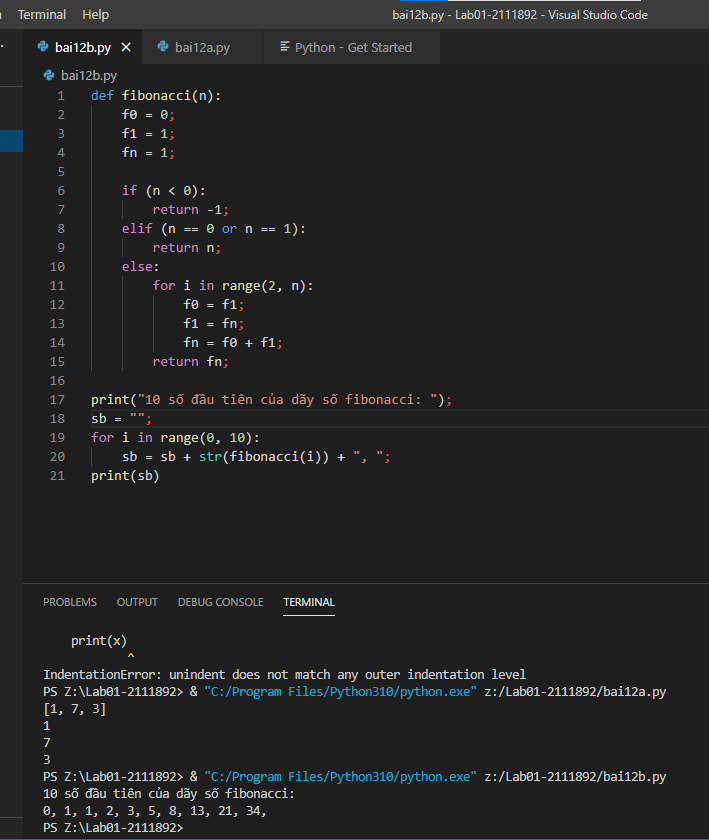 Terminal Help bai12b.py - Lab01-2111892 - Visual Studio Code
bai12b.py bai12a.py Python - Get Started
bai12b.py
1 def fibonacci(n):
2 f0 = 0;
3 f1 = 1;
4 fn = 1;
5
6 if (n < 0):
7 return -1;
8 elif (n == 0 or n == 1):
9 return n;
10 else:
11 for i in range(2, n):
12 f0 = f1;
13 f1 = fn;
14 fn = f0 + f1;
15 return fn;
16
17 print("10 số đầu tiên của dãy số fibonacci: ");
18 sb = "";
19 for i in range(0, 10):
20 sb = sb + str(fibonacci(i)) + ", ";
21 print(sb)
PROBLEMS OUTPUT DEBUG CONSOLE TERMINAL
print(x)
^
IndentationError: unindent does not match any outer indentation level
PS Z:\Lab01-2111892> & "C:/Program Files/Python310/python.exe" z:/Lab01-2111892/bai12a.py
[1, 7, 3]
1
7
3
PS Z:\Lab01-2111892> & "C:/Program Files/Python310/python.exe" z:/Lab01-2111892/bai12b.py
10 số đầu tiên của dãy số fibonacci:
0, 1, 1, 2, 3, 5, 8, 13, 21, 34,
PS Z:\Lab01-2111892>